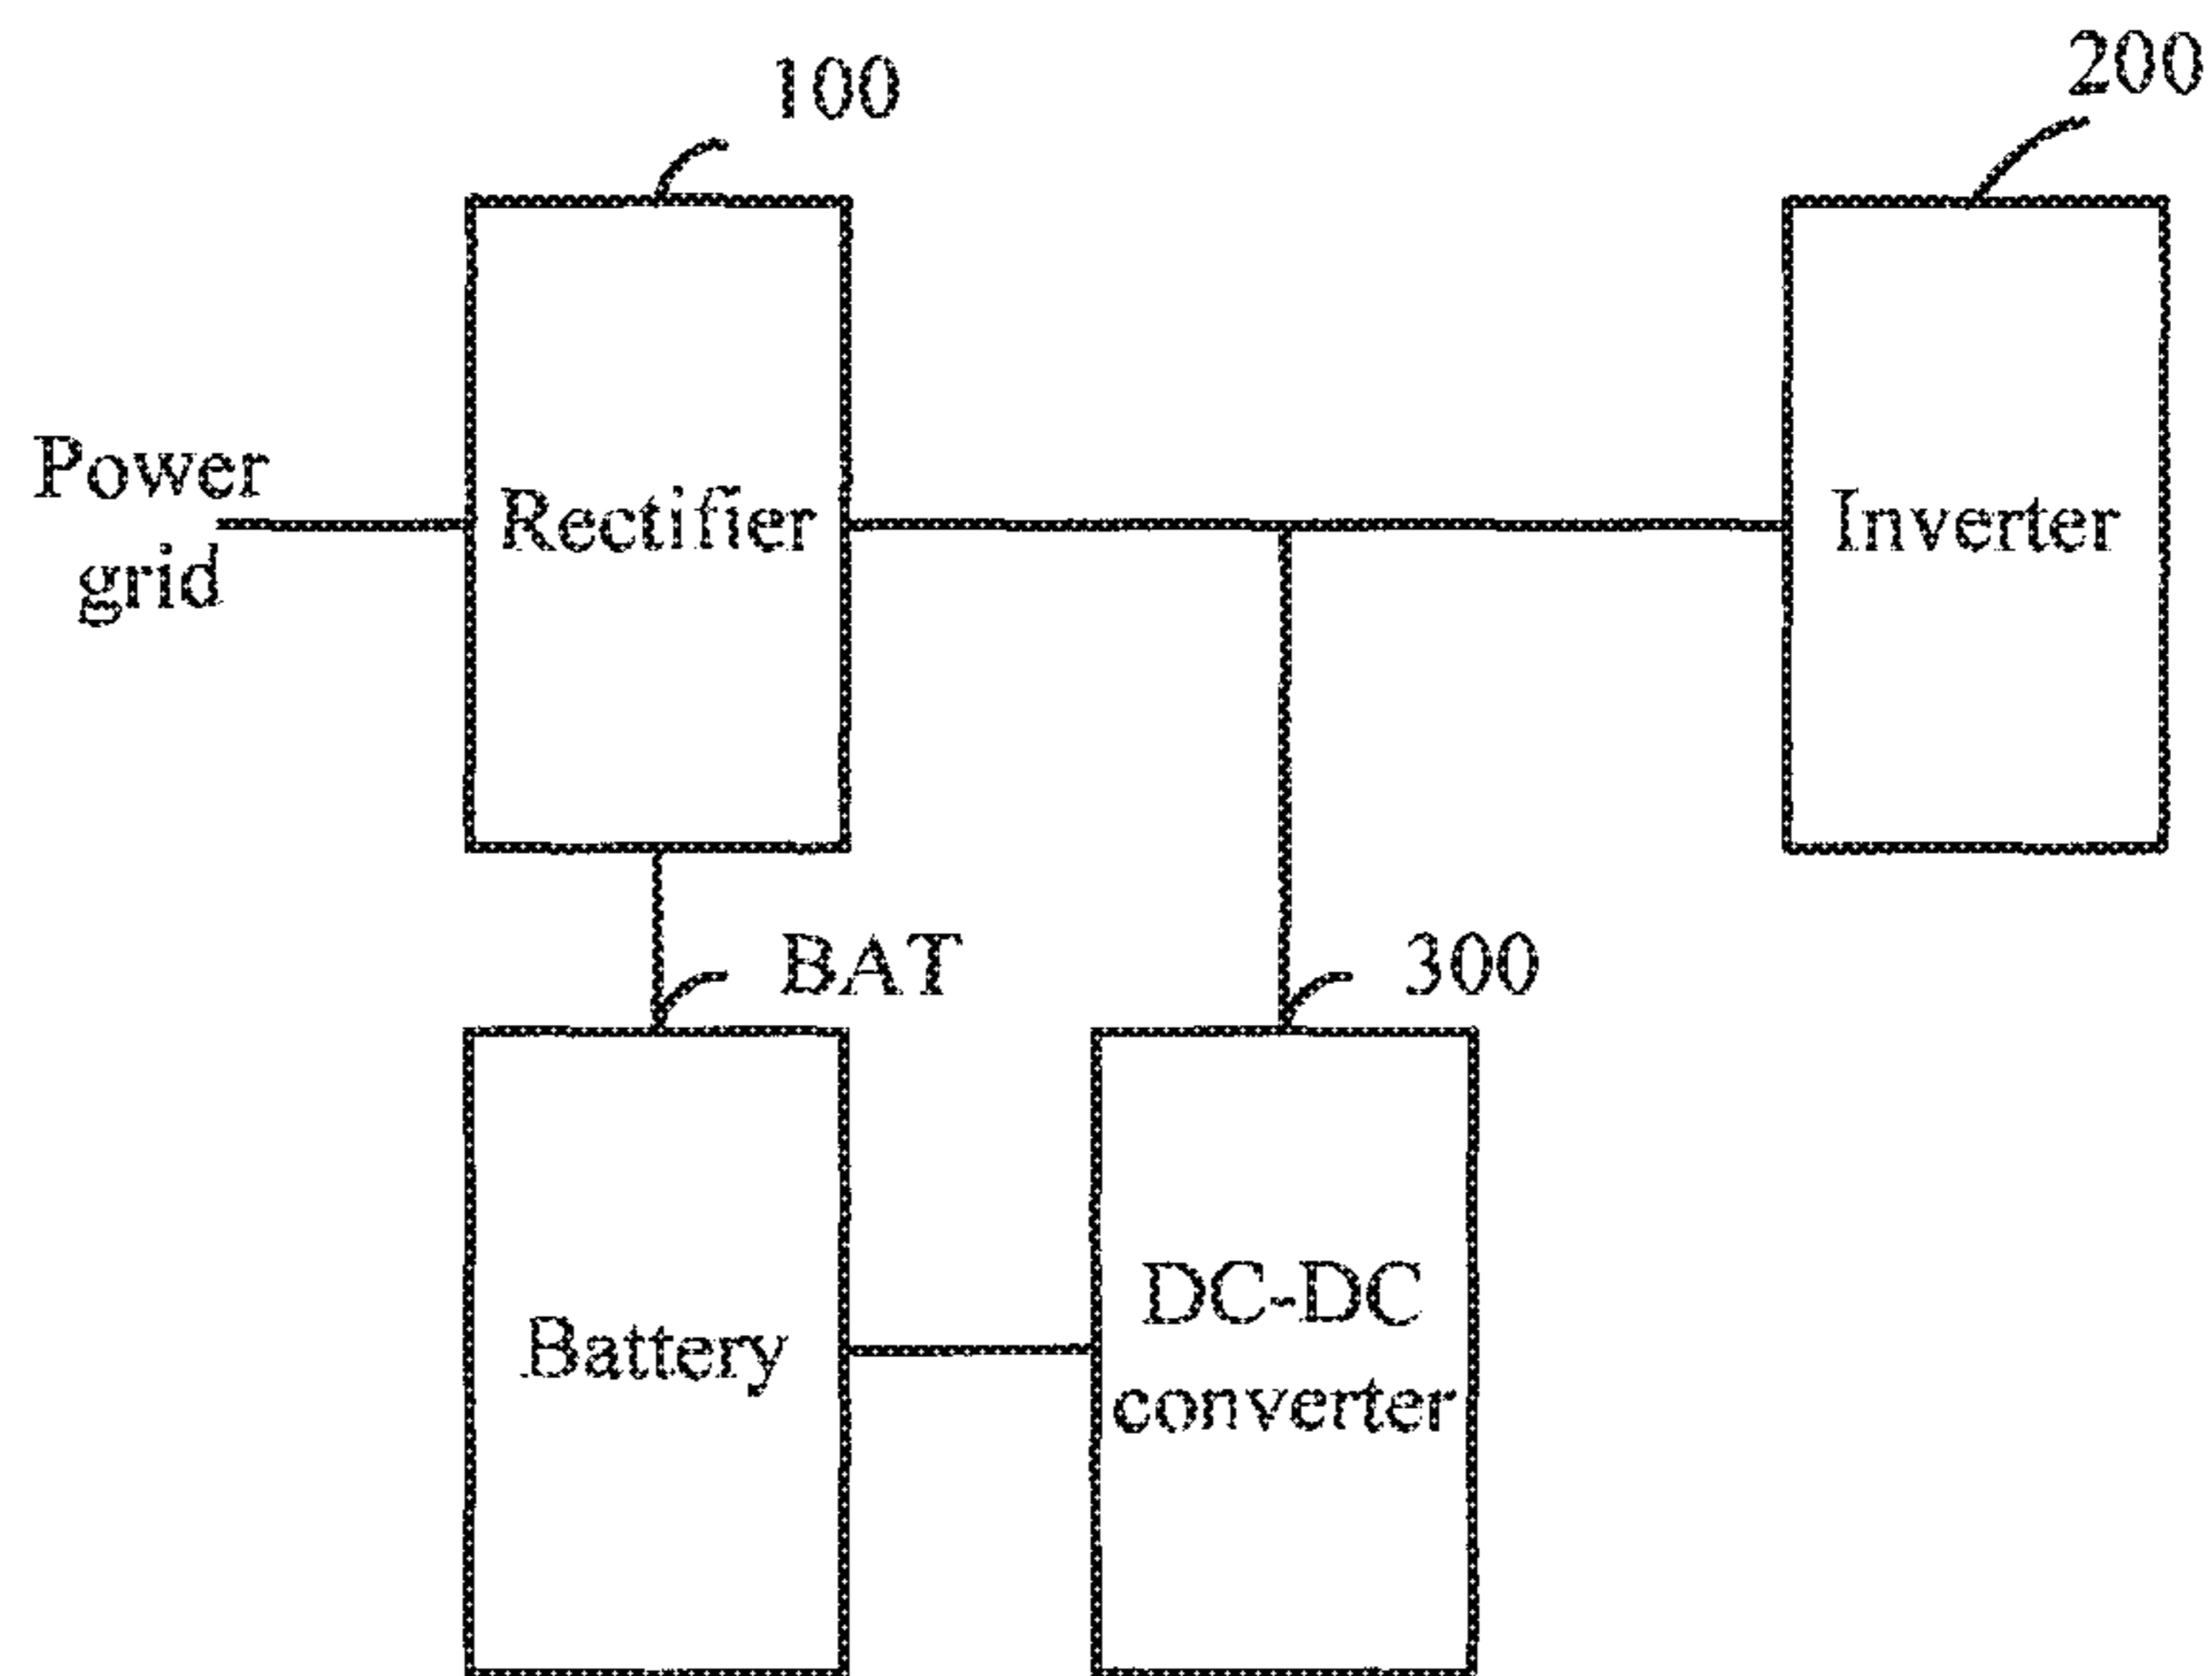 100
200
Power
grid
Rectifier
Inverter
BAT
300
Battery
DC-DC
converter